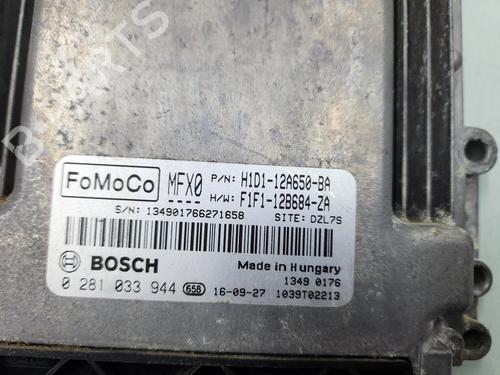 FoMoCo MFX0 P/N: H1D1-12A650-BA
H/W: F1F1-12B684-ZA
S/N: 134901766271658 SITE: DZL7S
BOSCH Made in Hungary
1349 0176
0 281 033 944 658 16-09-27 1039T02213